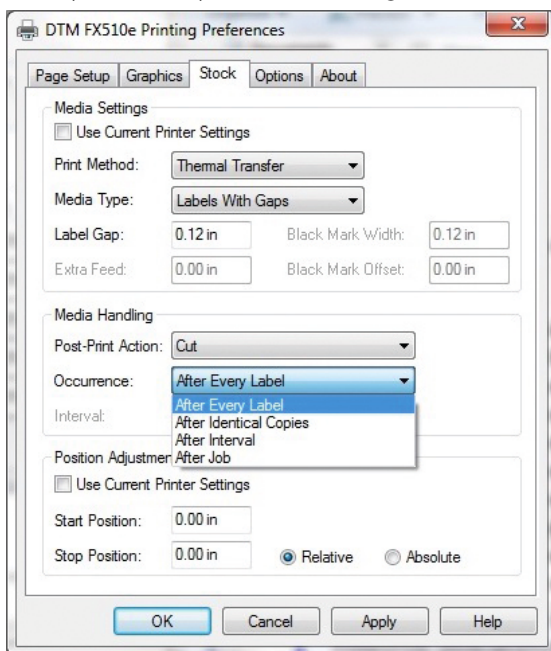 DTM FX510e Printing Preferences
Page Setup Graphics Stock Options About
Media Settings
Use Current Printer Settings
Print Method: Thermal Transfer
Media Type: Labels With Gaps
Label Gap: 0.12 in Black Mark Width: 0.12 in
Extra Feed: 0.00 in Black Mark Offset: 0.00 in
Media Handling
Post-Print Action: Cut
Occurrence: After Every Label
After Every Label
Interval: After Identical Copies
After Interval
Position After Job
Use Current Printer Settings
Start Position: 0.00 in
Stop Position: 0.00 in Relative Absolute
OK Cancel Apply Help